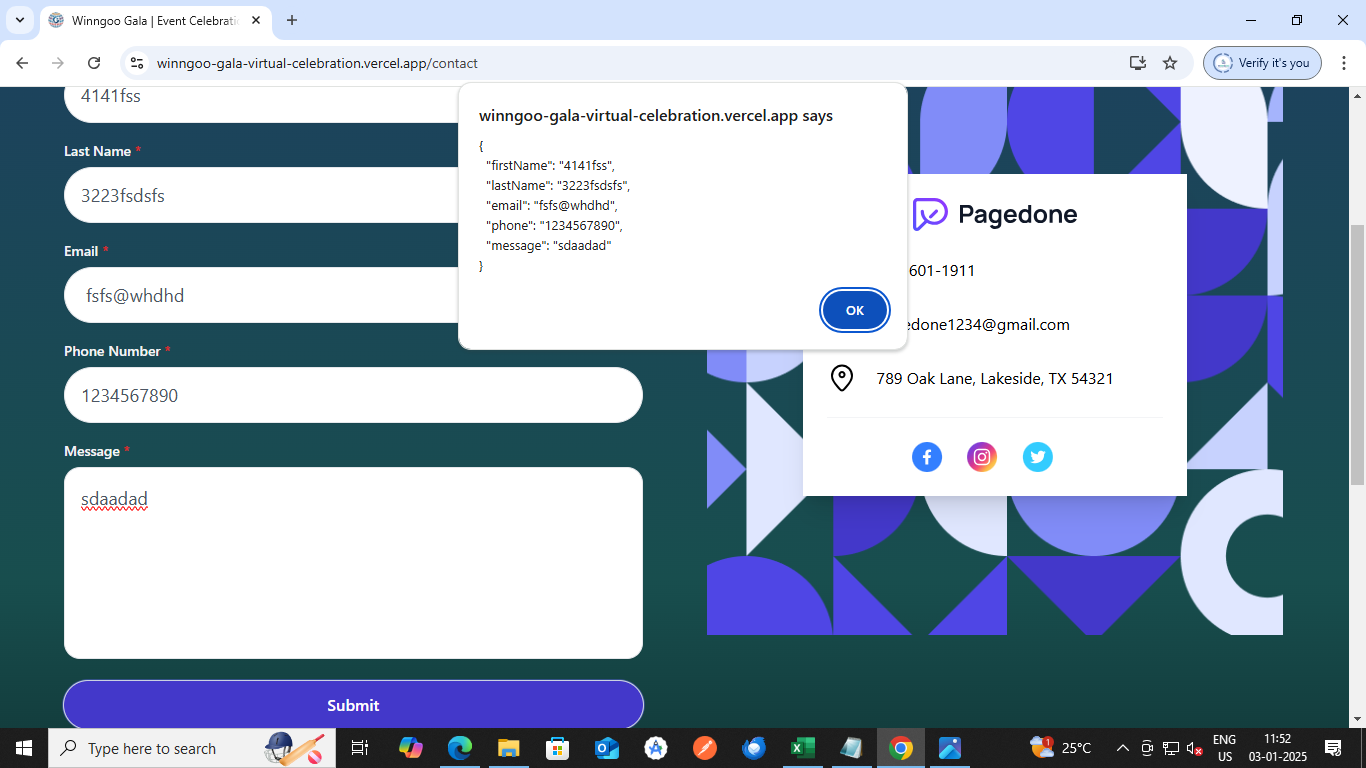 Winngoo Gala | Event Celebrati
winngoo-gala-virtual-celebration.vercel.app/contact
Verify it's you
4141fss
Last Name *
3223fsdsfs
Email *
fsfs@whdhd
Phone Number *
1234567890
Message *
sdaadad
Submit
winngoo-gala-virtual-celebration.vercel.app says
{
"firstName": "4141fss",
"lastName": "3223fsdsfs",
"email": "fsfs@whdhd",
"phone": "1234567890",
"message": "sdaadad"
}
OK
Pagedone
601-1911
edone1234@gmail.com
789 Oak Lane, Lakeside, TX 54321
Type here to search
1
25°C
ENG
US
11:52
03-01-2025